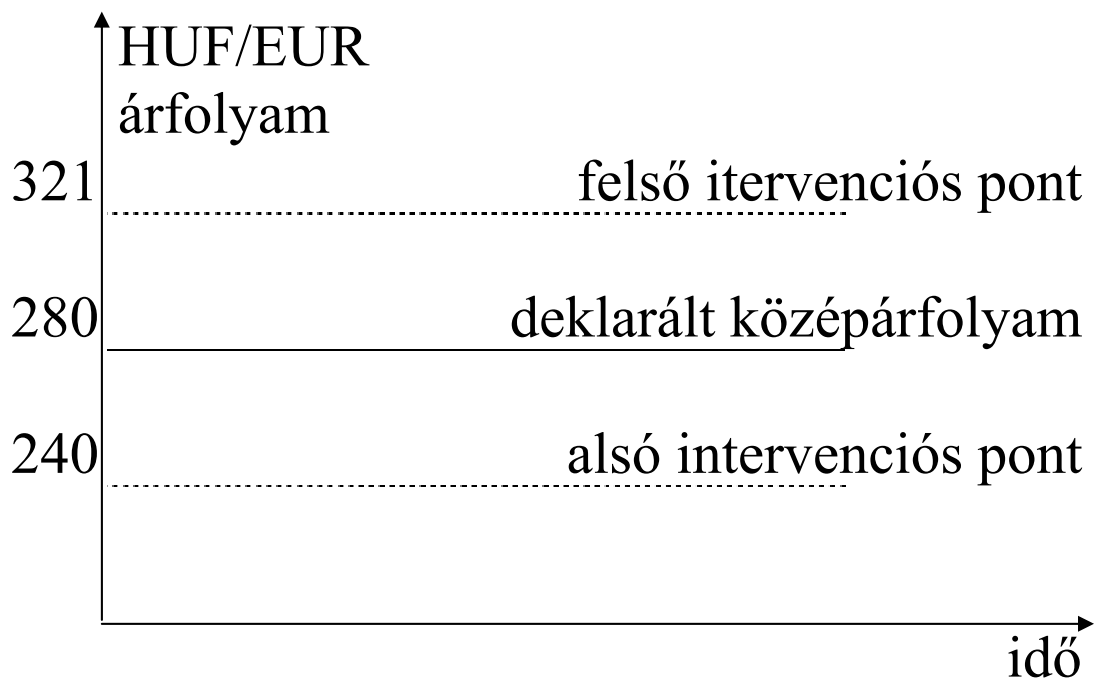 HUF/EUR
árfolyam
321 felső itervenciós pont
280 deklarált középárfolyam
240 alsó intervenciós pont
idő